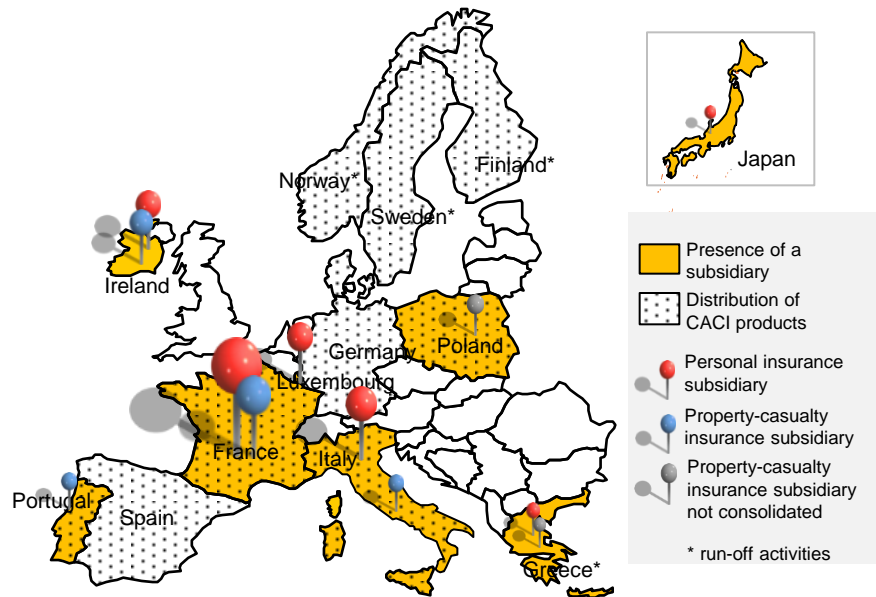 Norway*
Finland*
Sweden*
Japan
Ireland
Germany
Poland
Luxembourg
France
Italy
Portugal
Spain
Greece*
Presence of a
subsidiary
Distribution of
CACI products
Personal insurance
subsidiary
Property-casualty
insurance subsidiary
Property-casualty
insurance subsidiary
not consolidated
* run-off activities